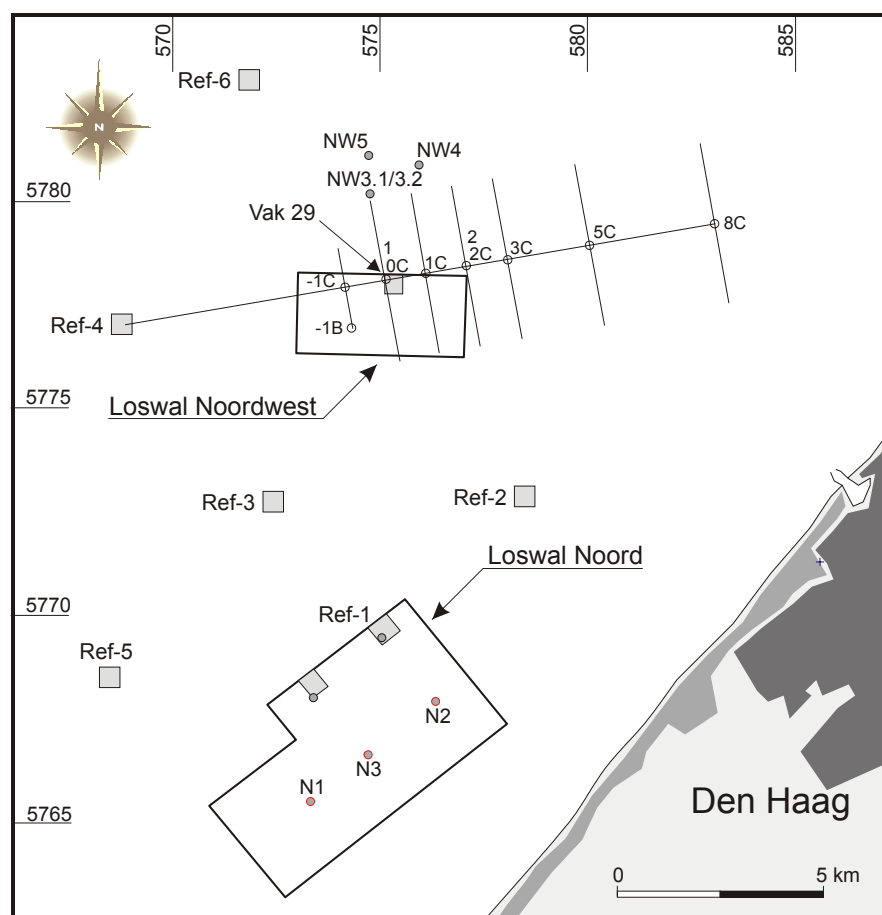 570
575
580
585
Ref-6
N
NW5
NW4
NW3.1/3.2
5780
Vak 29
1
2
0C
1C
2C
3C
5C
8C
-1C
-1B
Ref-4
5775
Loswal Noordwest
Ref-3
Ref-2
Loswal Noord
5770
Ref-1
Ref-5
N2
N3
N1
5765
Den Haag
0
5 km